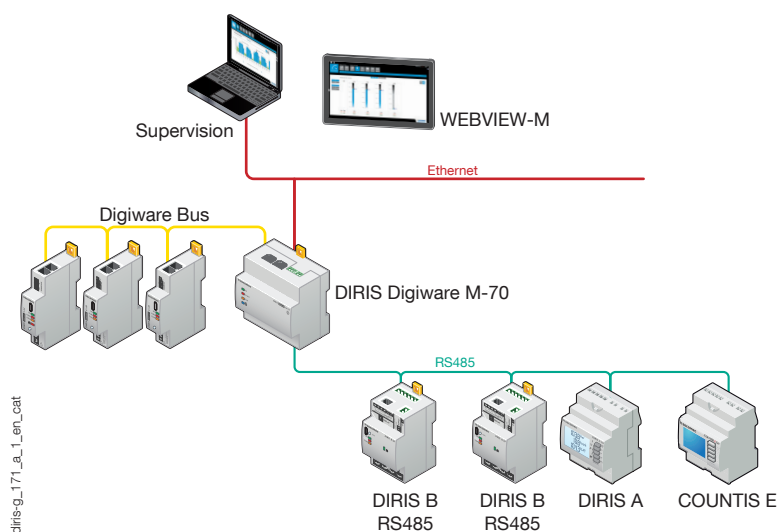 Supervision
WEBVIEW-M
Ethernet
Digiware Bus
DIRIS Digiware M-70
RS485
DIRIS B
RS485
DIRIS B
RS485
DIRIS A
COUNTIS E
diris-g_171_a_1_en_cat